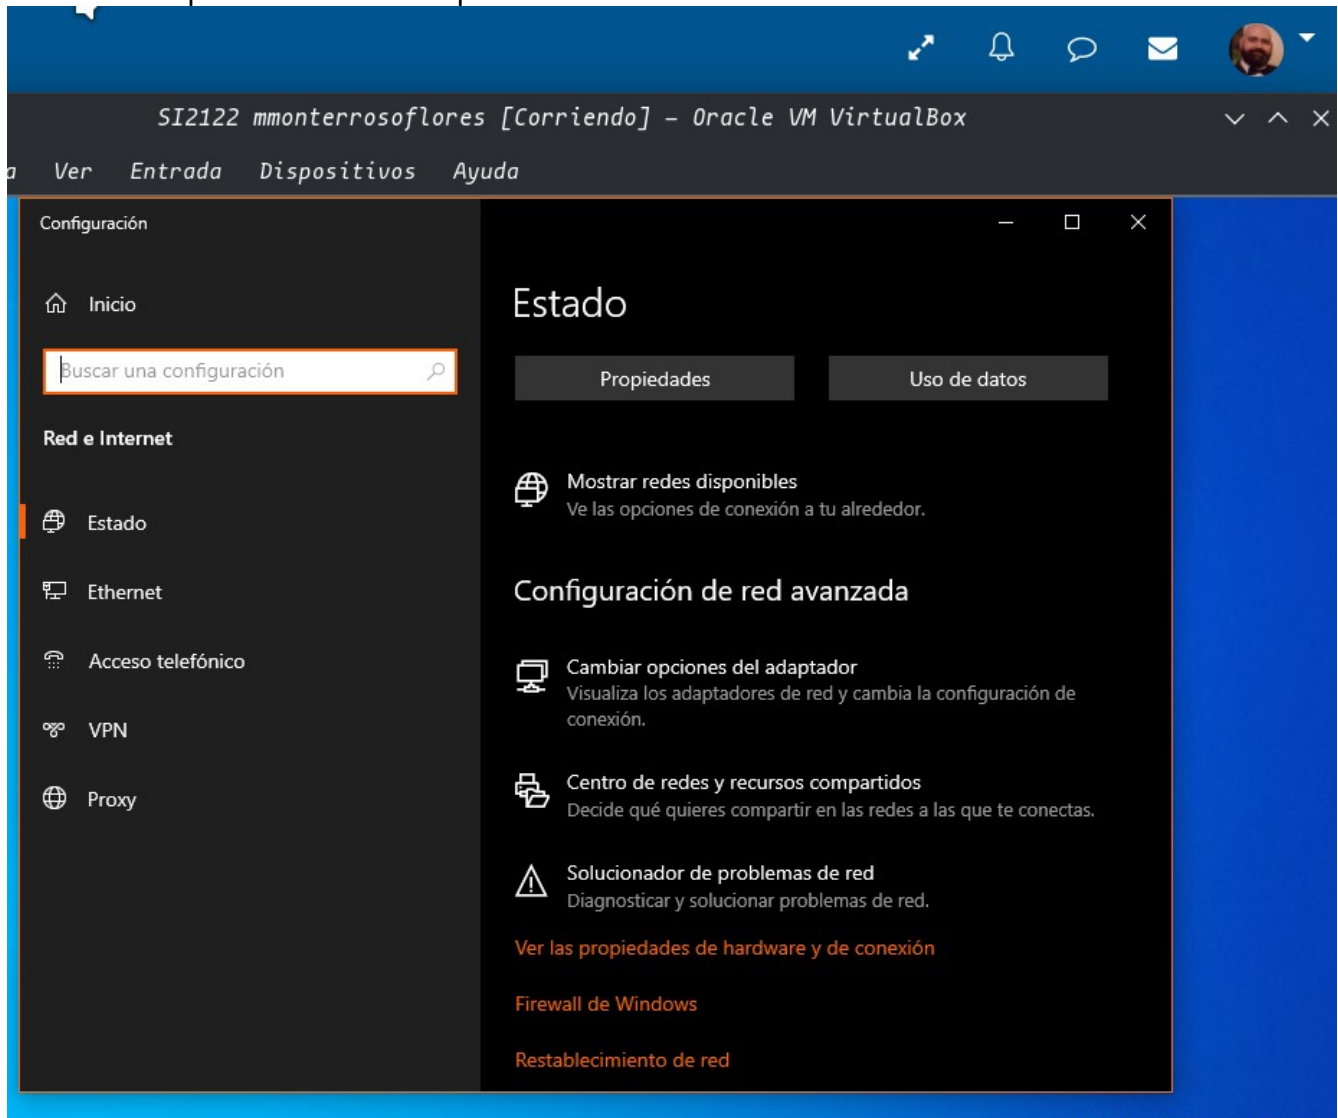 SI2122 mmonterrosoflores [Corriendo] – Oracle VM VirtualBox
a Ver Entrada Dispositivos Ayuda
Configuración
Inicio
Buscar una configuración
Red e Internet
Estado
Ethernet
Acceso telefónico
VPN
Proxy
Estado
Propiedades Uso de datos
Mostrar redes disponibles
Ve las opciones de conexión a tu alrededor.
Configuración de red avanzada
Cambiar opciones del adaptador
Visualiza los adaptadores de red y cambia la configuración de
conexión.
Centro de redes y recursos compartidos
Decide qué quieres compartir en las redes a las que te conectas.
Solucionador de problemas de red
Diagnosticar y solucionar problemas de red.
Ver las propiedades de hardware y de conexión
Firewall de Windows
Restablecimiento de red